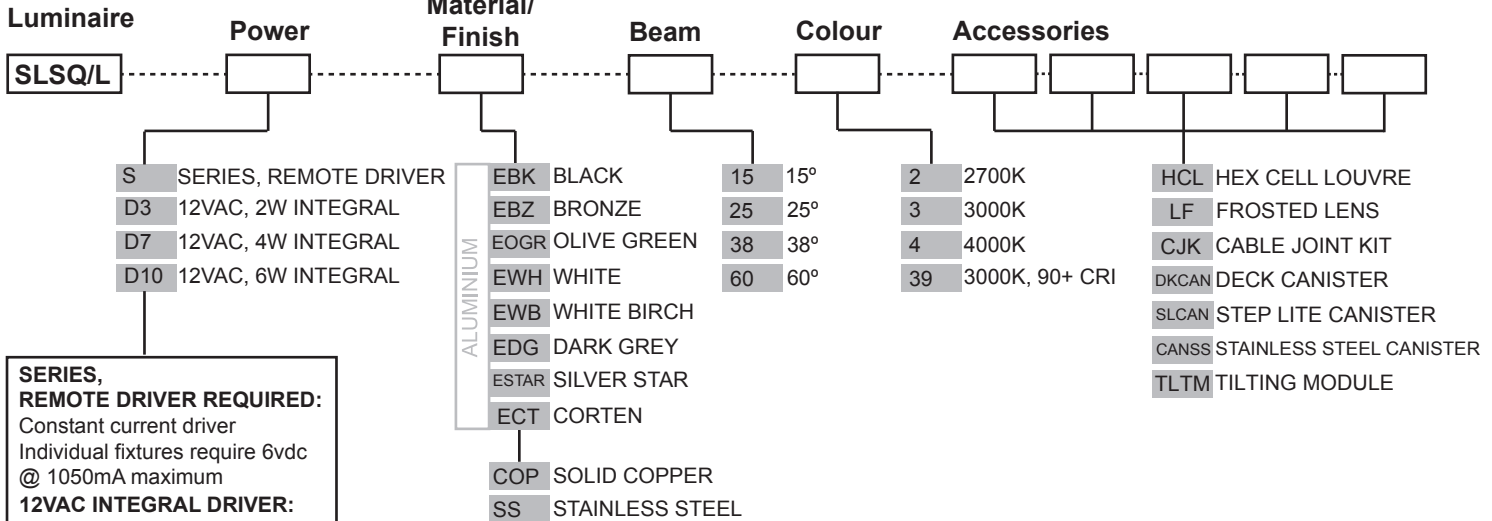 Luminaire
Power
Material/
Finish
Beam
Colour
Accessories
SLSQ/L
S SERIES, REMOTE DRIVER
D3 12VAC, 2W INTEGRAL
D7 12VAC, 4W INTEGRAL
D10 12VAC, 6W INTEGRAL
SERIES,
REMOTE DRIVER REQUIRED:
Constant current driver
Individual fixtures require 6vdc
@ 1050mA maximum
12VAC INTEGRAL DRIVER:
ALUMINIUM
EBK BLACK
EBZ BRONZE
EOGR OLIVE GREEN
EWH WHITE
EWB WHITE BIRCH
EDG DARK GREY
ESTAR SILVER STAR
ECT CORTEN
COP SOLID COPPER
SS STAINLESS STEEL
15 15º
25 25º
38 38º
60 60º
2 2700K
3 3000K
4 4000K
39 3000K, 90+ CRI
HCL HEX CELL LOUVRE
LF FROSTED LENS
CJK CABLE JOINT KIT
DKCAN DECK CANISTER
SLCAN STEP LITE CANISTER
CANSS STAINLESS STEEL CANISTER
TLTM TILTING MODULE